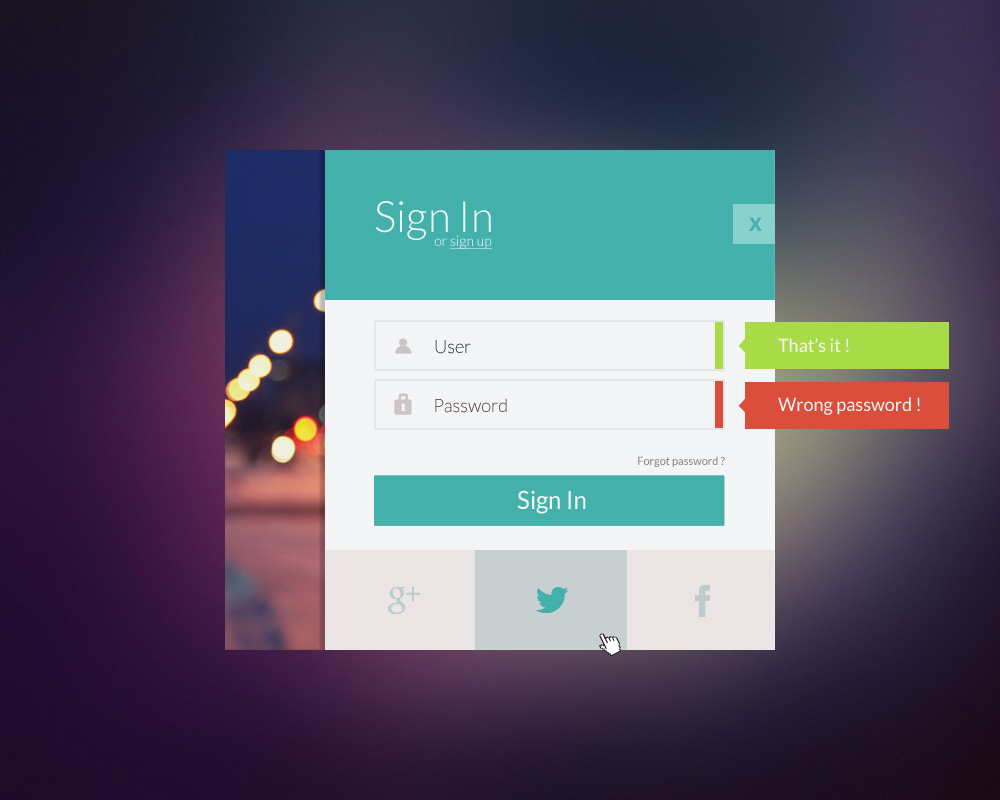 Sign In
or sign up
X
User
That's it !
Password
Wrong password !
Forgot password ?
Sign In
g+
f